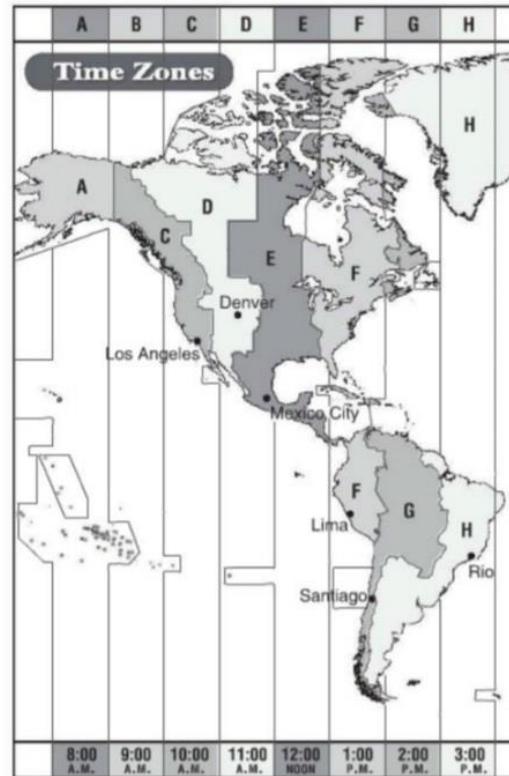 A B C D E F G H
Time Zones
H
A
D
C
E
F
Denver
Los Angeles
Mexico City
F
G
H
Lima
Rio
Santiago
8:00 9:00 10:00 11:00 12:00 1:00 2:00 3:00
A.M. A.M. A.M. A.M. NOON P.M. P.M. P.M.